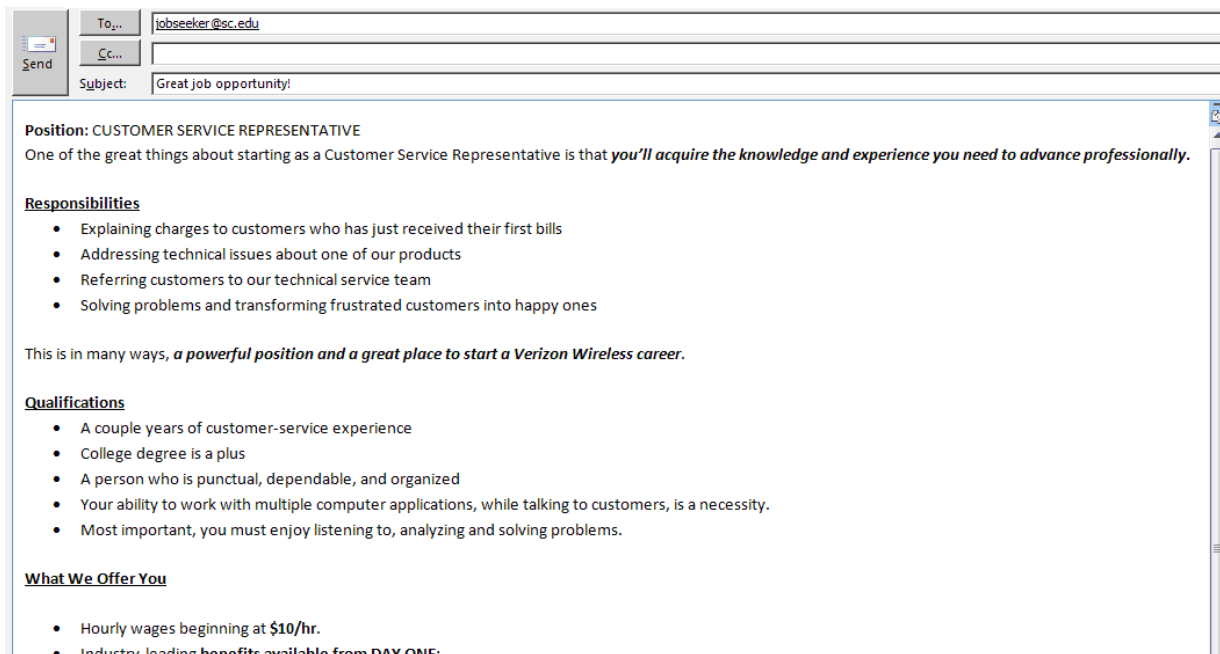 To...
jobseeker@sc.edu
Cc...
Send
Subject:
Great job opportunity!
Position: CUSTOMER SERVICE REPRESENTATIVE
One of the great things about starting as a Customer Service Representative is that you'll acquire the knowledge and experience you need to advance professionally.
Responsibilities
• Explaining charges to customers who has just received their first bills
• Addressing technical issues about one of our products
• Referring customers to our technical service team
• Solving problems and transforming frustrated customers into happy ones
This is in many ways, a powerful position and a great place to start a Verizon Wireless career.
Qualifications
• A couple years of customer-service experience
• College degree is a plus
• A person who is punctual, dependable, and organized
• Your ability to work with multiple computer applications, while talking to customers, is a necessity.
• Most important, you must enjoy listening to, analyzing and solving problems.
What We Offer You
• Hourly wages beginning at $10/hr.
• Industry-leading benefits available from DAY ONE: